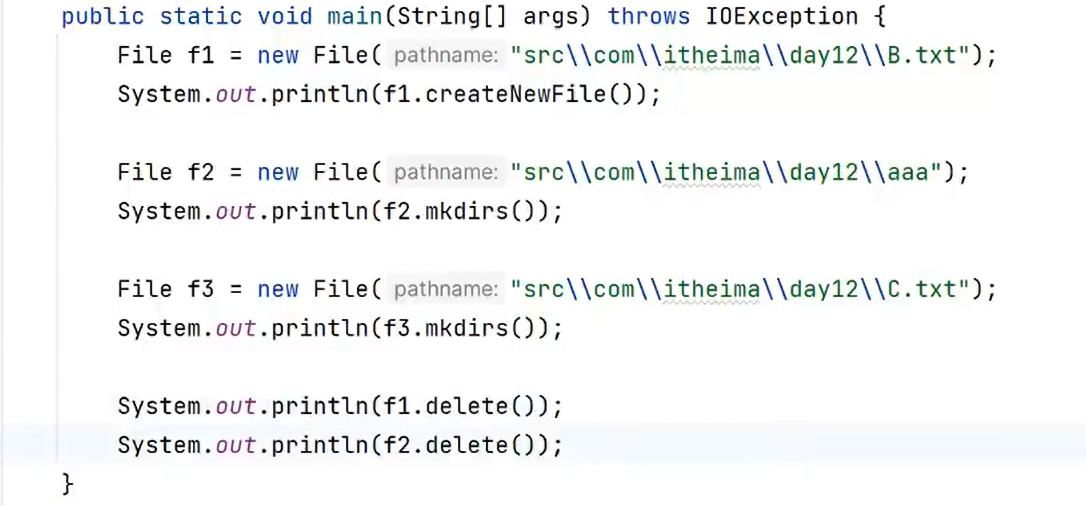 public static void main(String[] args) throws IOException {
File f1 = new File( pathname: "src\\com\\itheima\\day12\\B.txt");
System.out.println(f1.createNewFile());
File f2 = new File( pathname: "src\\com\\itheima\\day12\\aaa");
System.out.println(f2.mkdirs());
File f3 = new File( pathname: "src\\com\\itheima\\day12\\C.txt");
System.out.println(f3.mkdirs());
System.out.println(f1.delete());
System.out.println(f2.delete());
}